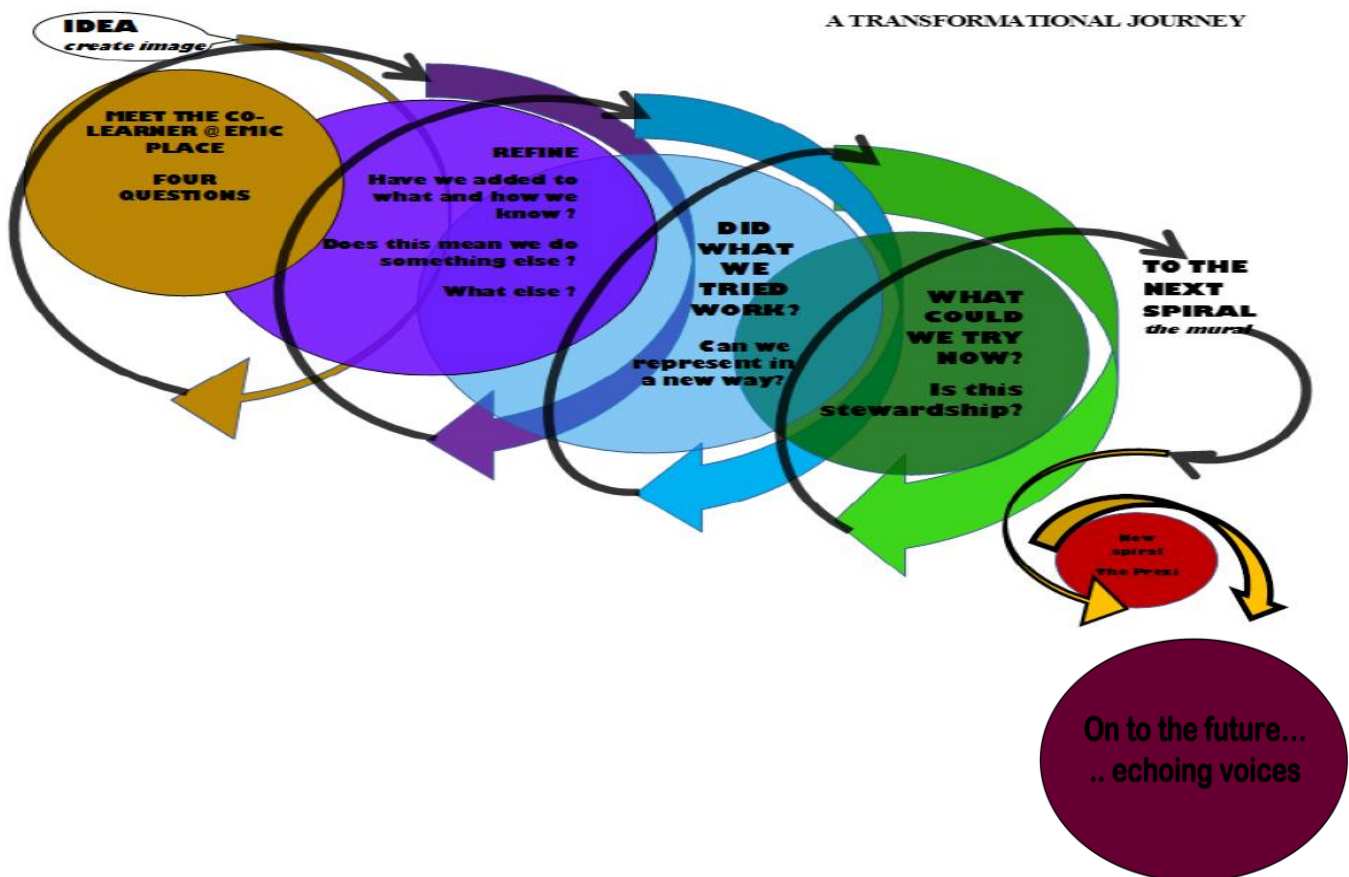 A TRANSFORMATIONAL JOURNEY
IDEA
create image
MEET THE CO-
LEARNER @ EMIC
PLACE
FOUR
QUESTIONS
REFINE
Have we added to
what and how we
know ?
Does this mean we do
something else ?
What else ?
DID
WHAT
WE
TRIED
WORK?
Can we
represent in
a new way?
WHAT
COULD
WE TRY
NOW?
Is this
stewardship?
TO THE
NEXT
SPIRAL
the mural
New
spiral
The Prezi
On to the future...
.. echoing voices